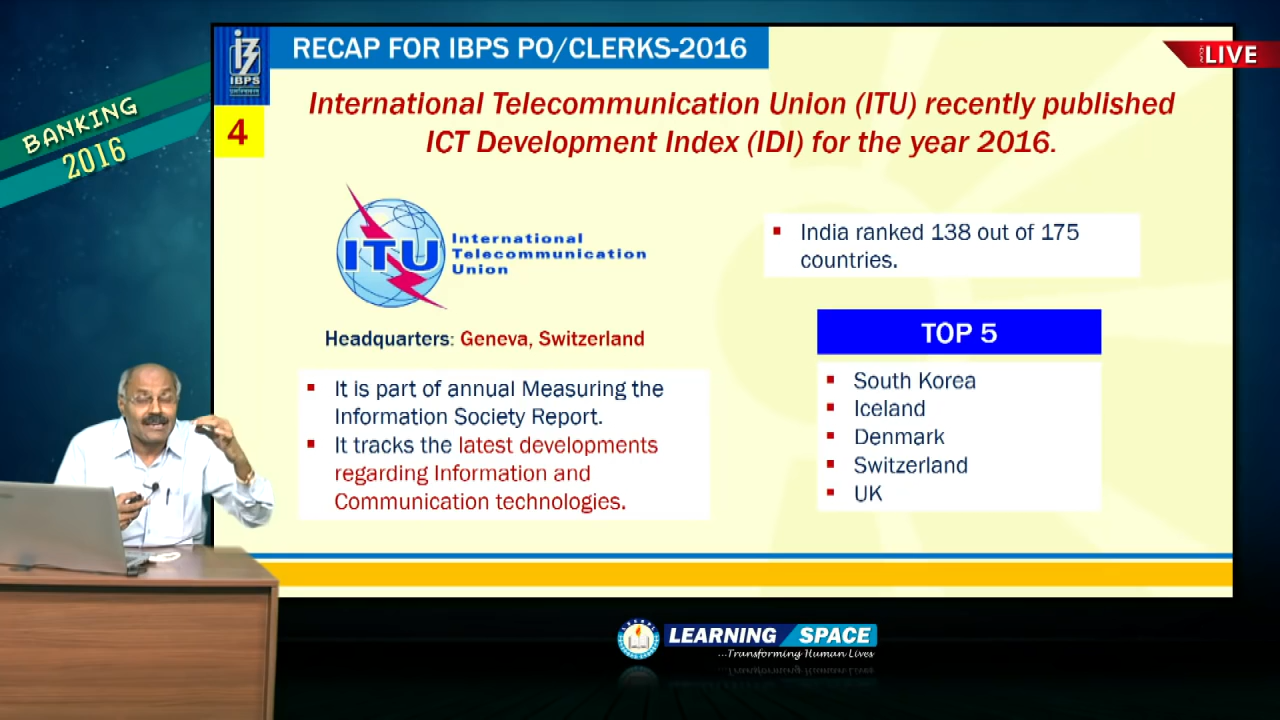 IBPS
RECAP FOR IBPS PO/CLERKS-2016
LIVE
BANKING
2016
4
International Telecommunication Union (ITU) recently published
ICT Development Index (IDI) for the year 2016.
ITU
International
Telecommunication
Union
Headquarters: Geneva, Switzerland
▪ It is part of annual Measuring the
Information Society Report.
▪ It tracks the latest developments
regarding Information and
Communication technologies.
▪ India ranked 138 out of 175
countries.
TOP 5
▪ South Korea
▪ Iceland
▪ Denmark
▪ Switzerland
▪ UK
LEARNING SPACE
...Transforming Human Lives